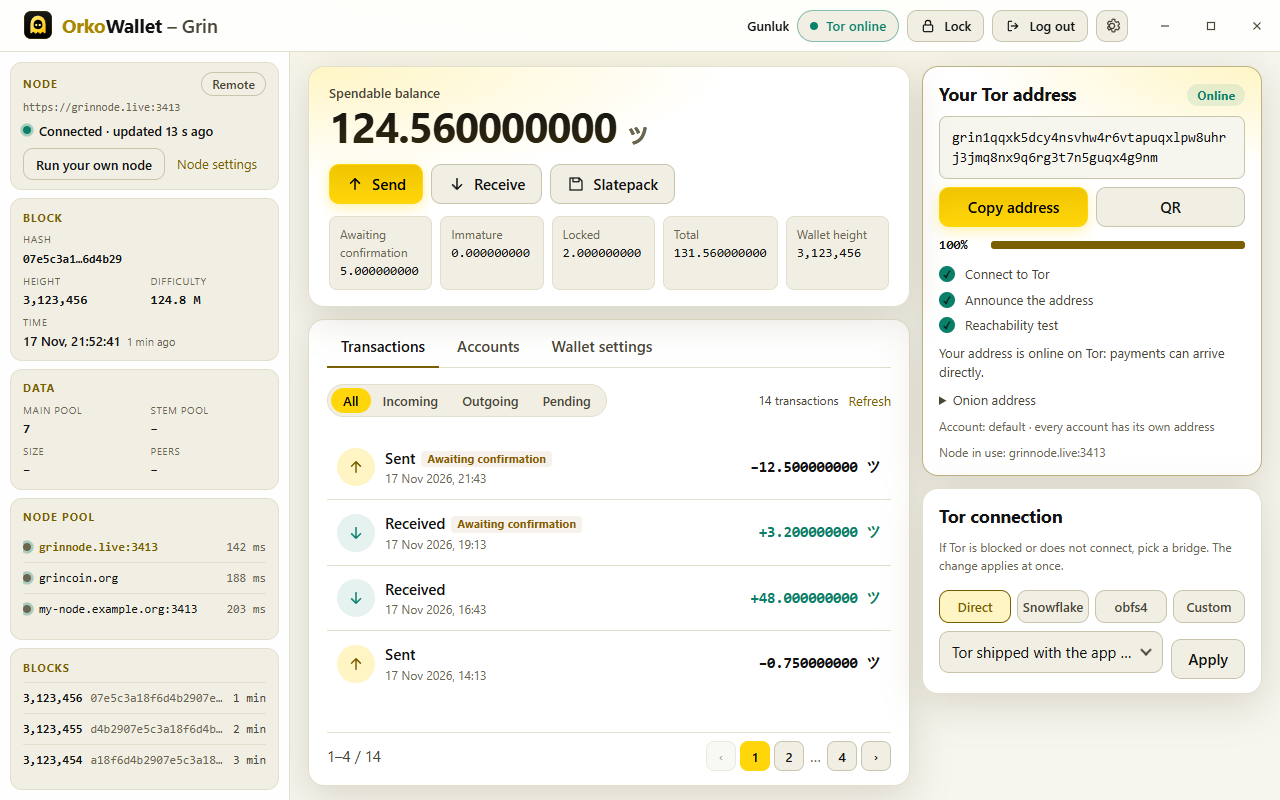 OrkoWallet – Grin
Gunluk
Tor online
Lock
Log out
NODE
Remote
https://grinnode.live:3413
Connected · updated 13 s ago
Run your own node
Node settings
BLOCK
HASH
07e5c3a1…6d4b29
HEIGHT
DIFFICULTY
3,123,456
124.8 M
TIME
17 Nov, 21:52:41 1 min ago
DATA
MAIN POOL
STEM POOL
7
–
SIZE
PEERS
–
–
NODE POOL
grinnode.live:3413 142 ms
grincoin.org 188 ms
my-node.example.org:3413 203 ms
BLOCKS
3,123,456 07e5c3a18f6d4b2907e… 1 min
3,123,455 d4b2907e5c3a18f6d4b… 2 min
3,123,454 a18f6d4b2907e5c3a18… 3 min
Spendable balance
124.560000000 ツ
Send
Receive
Slatepack
Awaiting
confirmation
5.000000000
Immature
0.000000000
Locked
2.000000000
Total
131.560000000
Wallet height
3,123,456
Transactions
Accounts
Wallet settings
All
Incoming
Outgoing
Pending
14 transactions
Refresh
Sent Awaiting confirmation
17 Nov 2026, 21:43
−12.500000000 ツ
Received Awaiting confirmation
17 Nov 2026, 19:13
+3.200000000 ツ
Received
17 Nov 2026, 16:43
+48.000000000 ツ
Sent
17 Nov 2026, 14:13
−0.750000000 ツ
1–4 / 14
‹ 1 2 … 4 ›
Your Tor address
Online
grin1qqxk5dcy4nsvhw4r6vtapuqxlpw8uhr
j3jmq8nx9q6rg3t7n5guqx4g9nm
Copy address
QR
100%
Connect to Tor
Announce the address
Reachability test
Your address is online on Tor: payments can arrive
directly.
Onion address
Account: default · every account has its own address
Node in use: grinnode.live:3413
Tor connection
If Tor is blocked or does not connect, pick a bridge. The
change applies at once.
Direct
Snowflake
obfs4
Custom
Tor shipped with the app ...
Apply